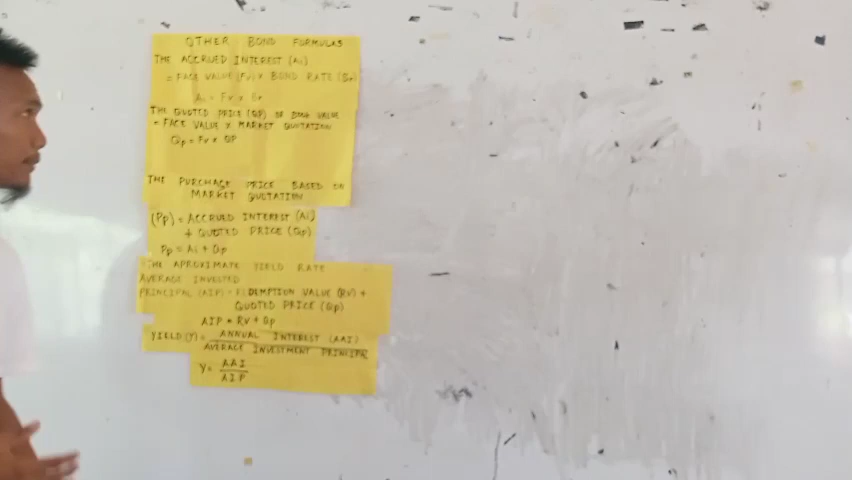 OTHER BOND FORMULAS
THE ACCRUED INTEREST (Ai)
= FACE VALUE (Fv) x BOND RATE (Br)
Ai = Fv x Br
THE QUOTED PRICE (Qp) OF BOND VALUE
= FACE VALUE x MARKET QUOTATION
Qp = Fv x QP
THE PURCHASE PRICE BASED ON
MARKET QUOTATION
(Pp) = ACCRUED INTEREST (Ai)
+ QUOTED PRICE (Qp)
Pp = Ai + Qp
THE APROXIMATE YIELD RATE
AVERAGE INVESTED
PRINCIPAL (AIP) = REDEMPTION VALUE (Rv) +
QUOTED PRICE (Qp)
AIP = Rv + Qp
YIELD (Y) = ANNUAL INTEREST (AAI)
AVERAGE INVESTMENT PRINCIPAL
Y = AAI
AIP